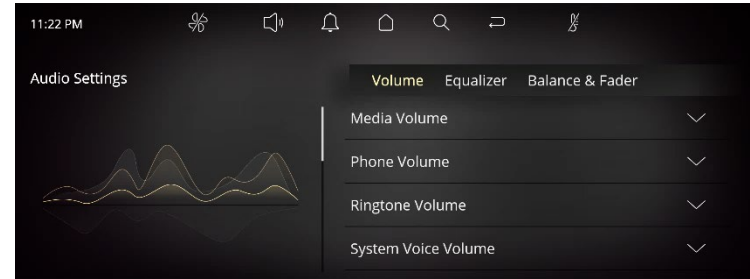 11:22 PM
Audio Settings
Volume Equalizer Balance & Fader
Media Volume
Phone Volume
Ringtone Volume
System Voice Volume